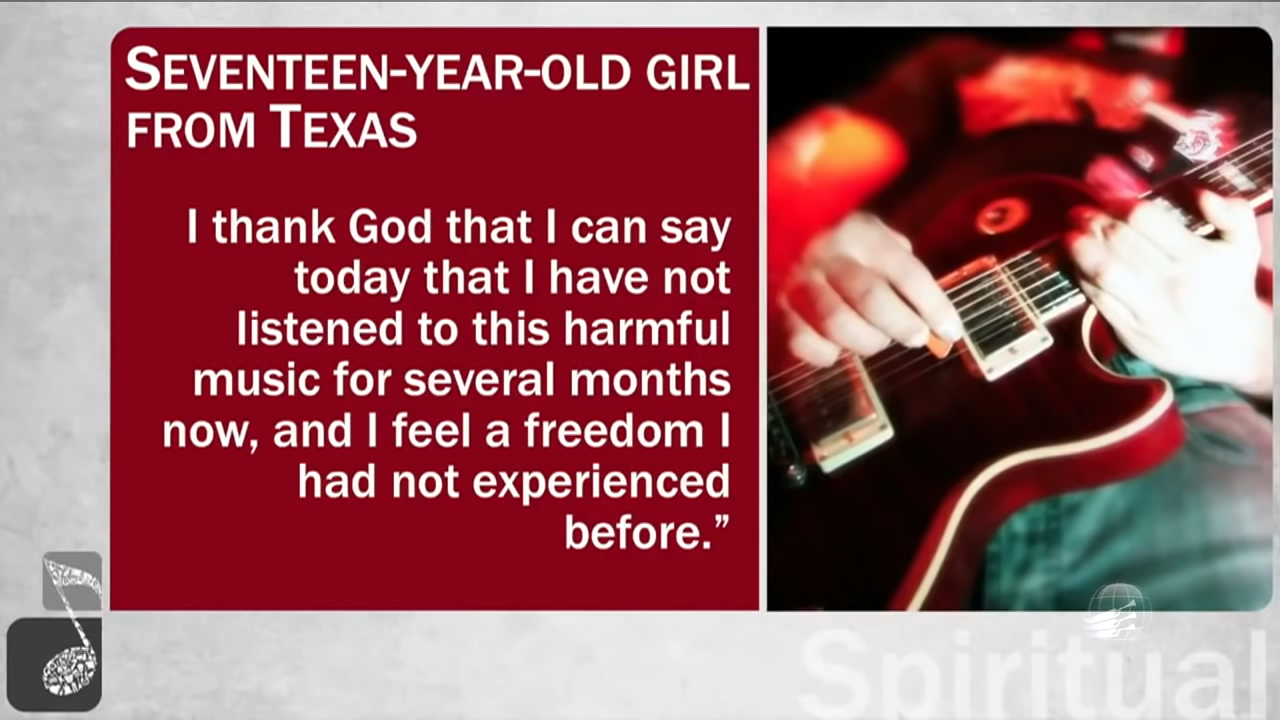 SEVENTEEN-YEAR-OLD GIRL
FROM TEXAS
I thank God that I can say
today that I have not
listened to this harmful
music for several months
now, and I feel a freedom I
had not experienced
before.”
Spiritual